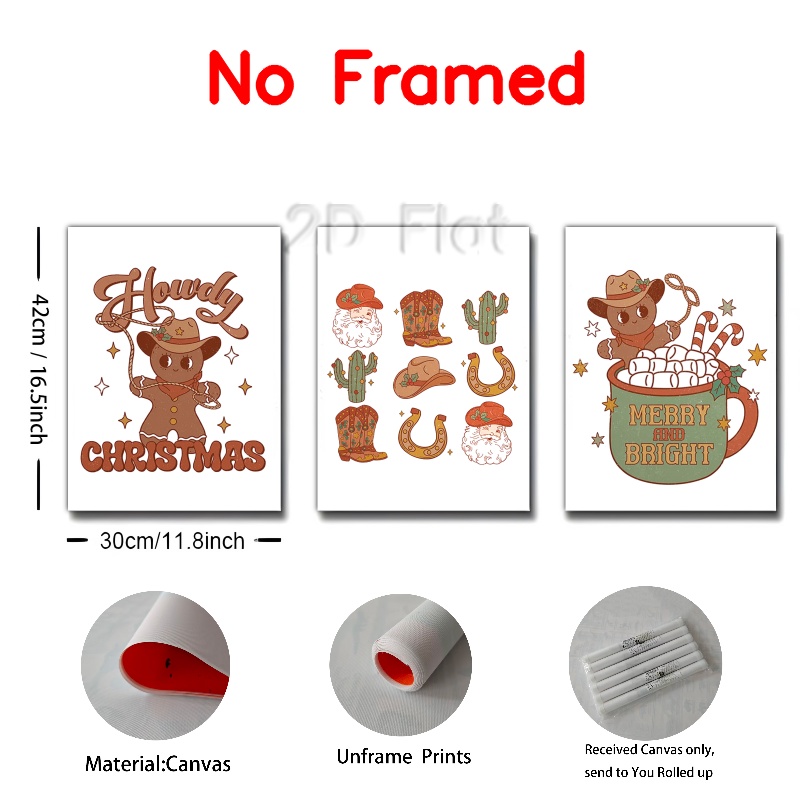 No Framed
2D Flat
42cm / 16.5inch
Howdy
CHRISTMAS
MERRY
AND
BRIGHT
30cm/11.8inch
Material:Canvas
Unframe Prints
Received Canvas only,
send to You Rolled up